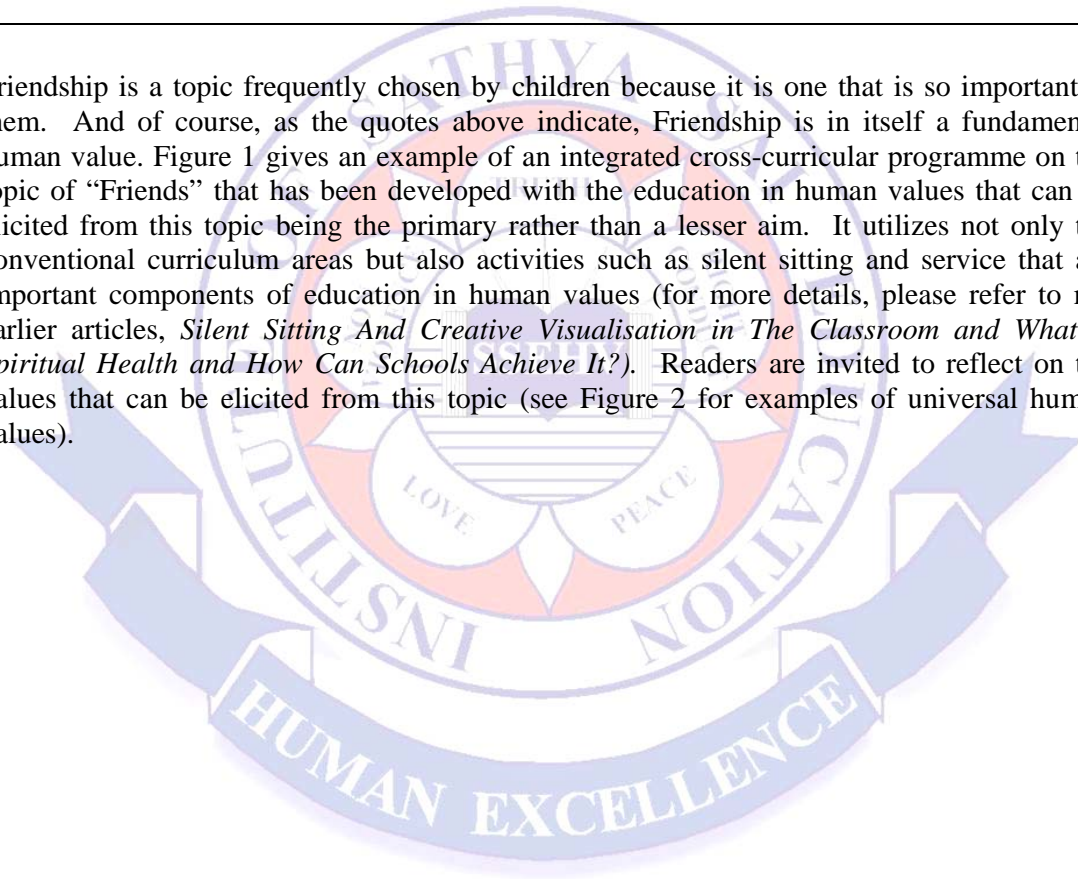 riendship is a topic frequently chosen by children because it is one that is so important
hem. And of course, as the quotes above indicate, Friendship is in itself a fundamen
uman value. Figure 1 gives an example of an integrated cross-curricular programme on t
opic of “Friends” that has been developed with the education in human values that can
licited from this topic being the primary rather than a lesser aim. It utilizes not only t
onventional curriculum areas but also activities such as silent sitting and service that a
mportant components of education in human values (for more details, please refer to
arlier articles, Silent Sitting And Creative Visualisation in The Classroom and What
piritual Health and How Can Schools Achieve It?). Readers are invited to reflect on t
alues that can be elicited from this topic (see Figure 2 for examples of universal hum
alues).
INSTITUTE OF SATHYA SAI EDUCATION
TRUTH
SSEHV
LOVE
PEACE
HUMAN EXCELLENCE